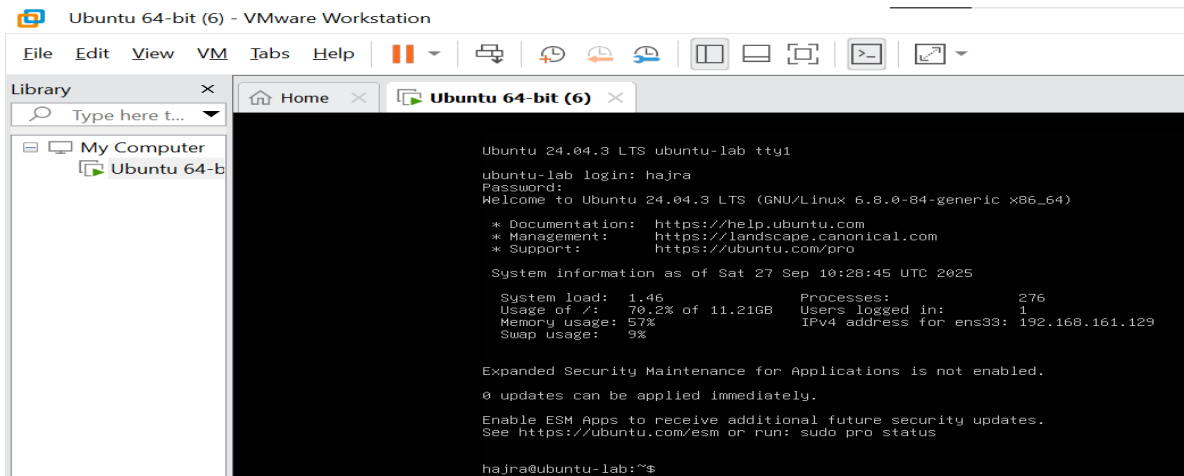 Ubuntu 64-bit (6) - VMware Workstation
File Edit View VM Tabs Help
Library
Type here t...
My Computer
Ubuntu 64-b
Home
Ubuntu 64-bit (6)
Ubuntu 24.04.3 LTS ubuntu-lab tty1
ubuntu-lab login: hajra
Password:
Welcome to Ubuntu 24.04.3 LTS (GNU/Linux 6.8.0-84-generic x86_64)
* Documentation: https://help.ubuntu.com
* Management: https://landscape.canonical.com
* Support: https://ubuntu.com/pro
System information as of Sat 27 Sep 10:28:45 UTC 2025
System load: 1.46 Processes: 276
Usage of /: 70.2% of 11.21GB Users logged in: 1
Memory usage: 57% IPv4 address for ens33: 192.168.161.129
Swap usage: 9%
Expanded Security Maintenance for Applications is not enabled.
0 updates can be applied immediately.
Enable ESM Apps to receive additional future security updates.
See https://ubuntu.com/esm or run: sudo pro status
hajra@ubuntu-lab:~$